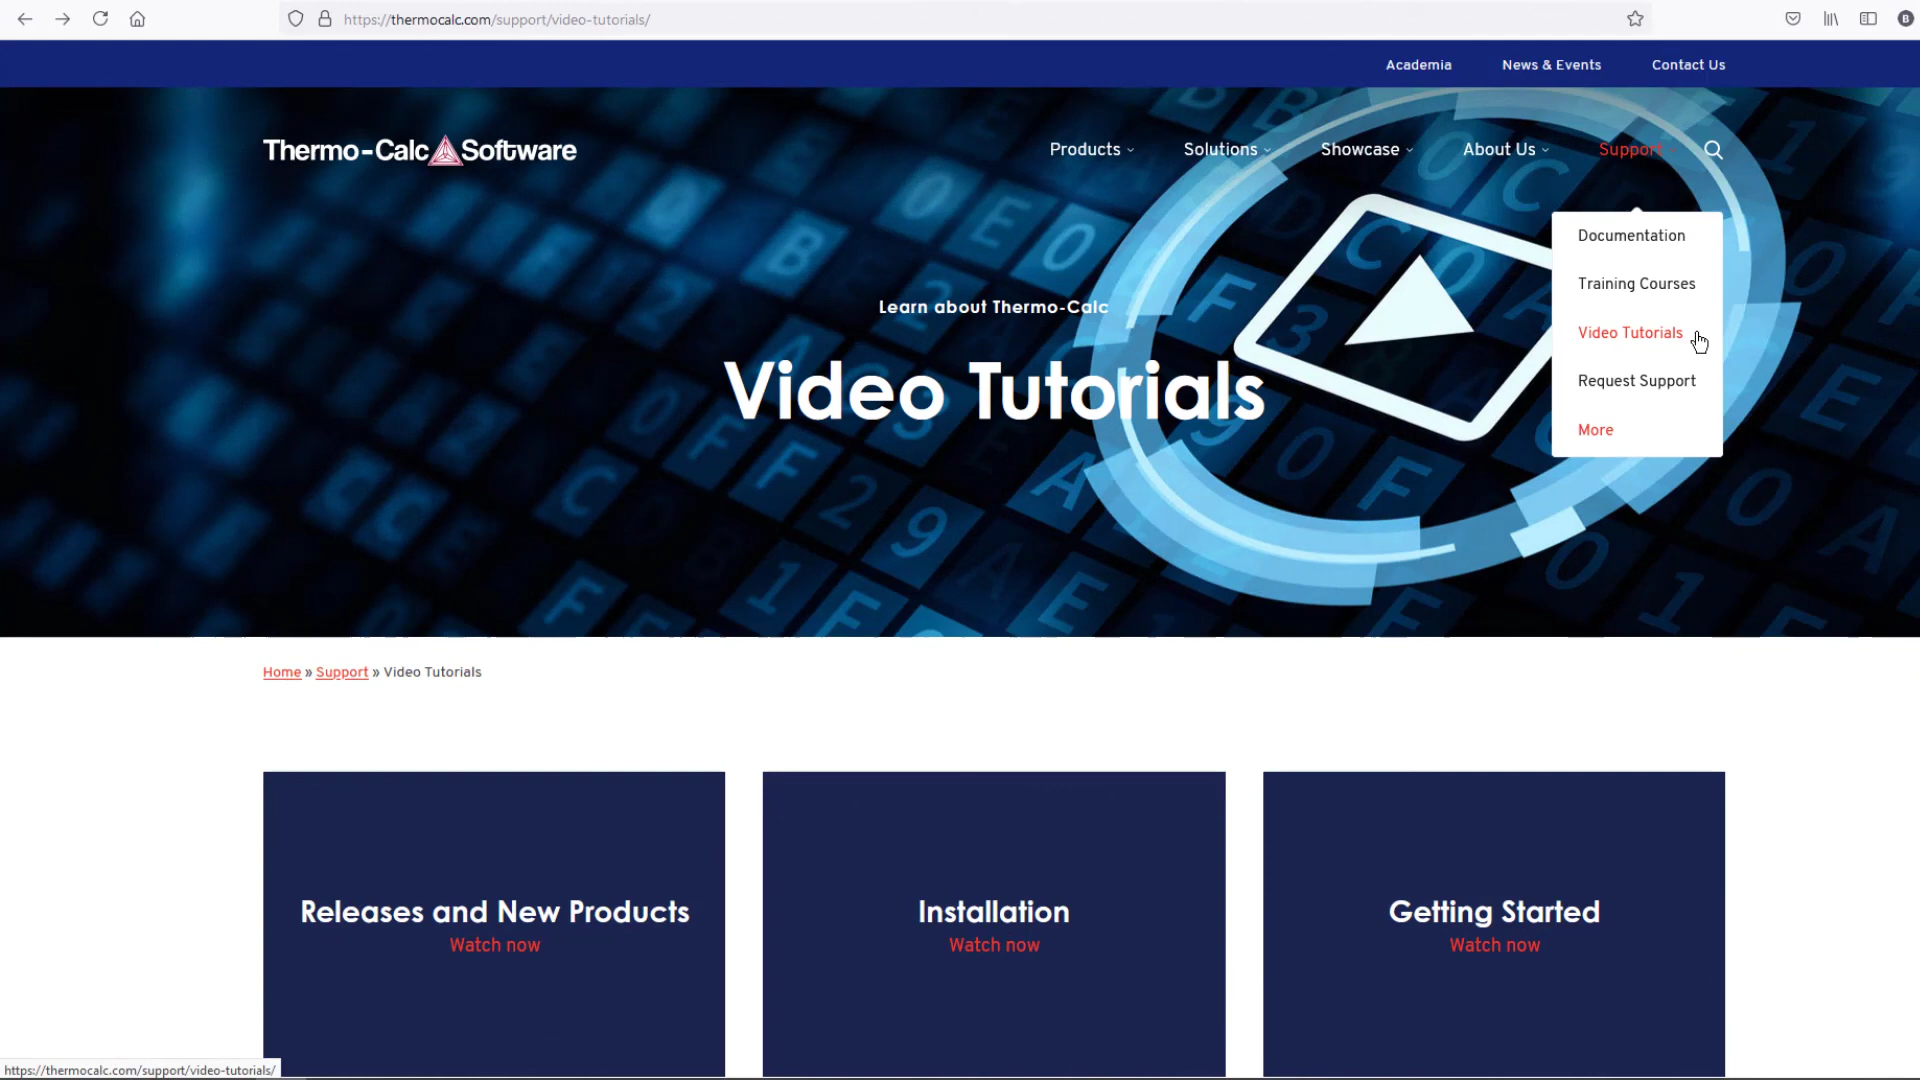 https://thermocalc.com/support/video-tutorials/
Academia
News & Events
Contact Us
Thermo-Calc Software
Products
Solutions
Showcase
About Us
Support
Documentation
Training Courses
Video Tutorials
Request Support
More
Learn about Thermo-Calc
Video Tutorials
Home » Support » Video Tutorials
Releases and New Products
Watch now
Installation
Watch now
Getting Started
Watch now
https://thermocalc.com/support/video-tutorials/